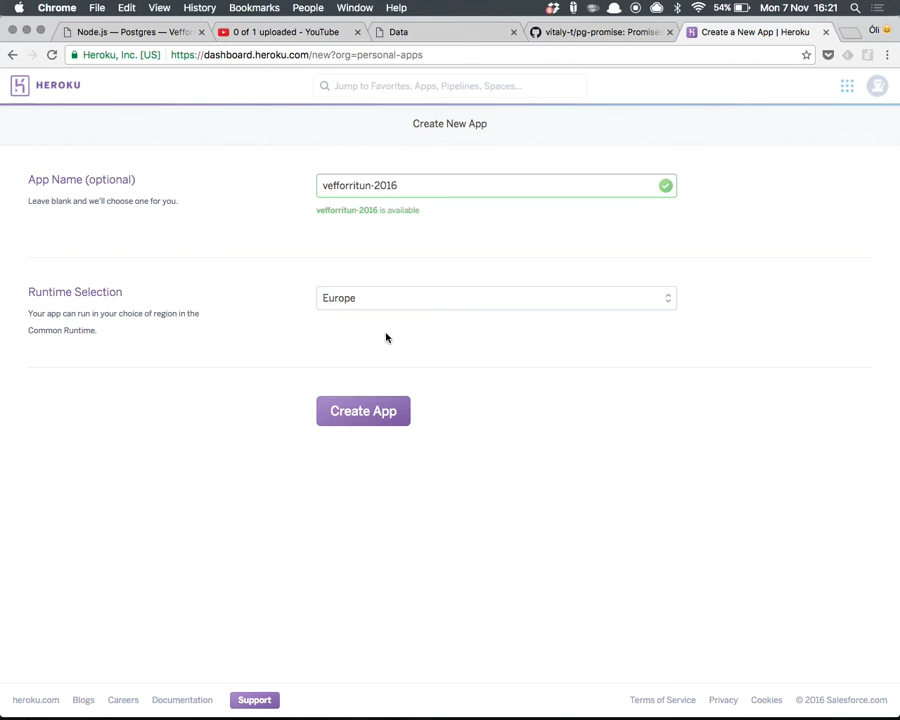 Chrome File Edit View History Bookmarks People Window Help 54% Mon 7 Nov 16:21
Node.js — Postgres — Veffor
0 of 1 uploaded - YouTube
Data
vitaly-t/pg-promise: Promises
Create a New App | Heroku
Óli
Heroku, Inc. [US] https://dashboard.heroku.com/new?org=personal-apps
HEROKU
Jump to Favorites, Apps, Pipelines, Spaces...
Create New App
App Name (optional)
Leave blank and we'll choose one for you.
vefforritun-2016
vefforritun-2016 is available
Runtime Selection
Your app can run in your choice of region in the
Common Runtime.
Europe
Create App
heroku.com Blogs Careers Documentation Support Terms of Service Privacy Cookies © 2016 Salesforce.com